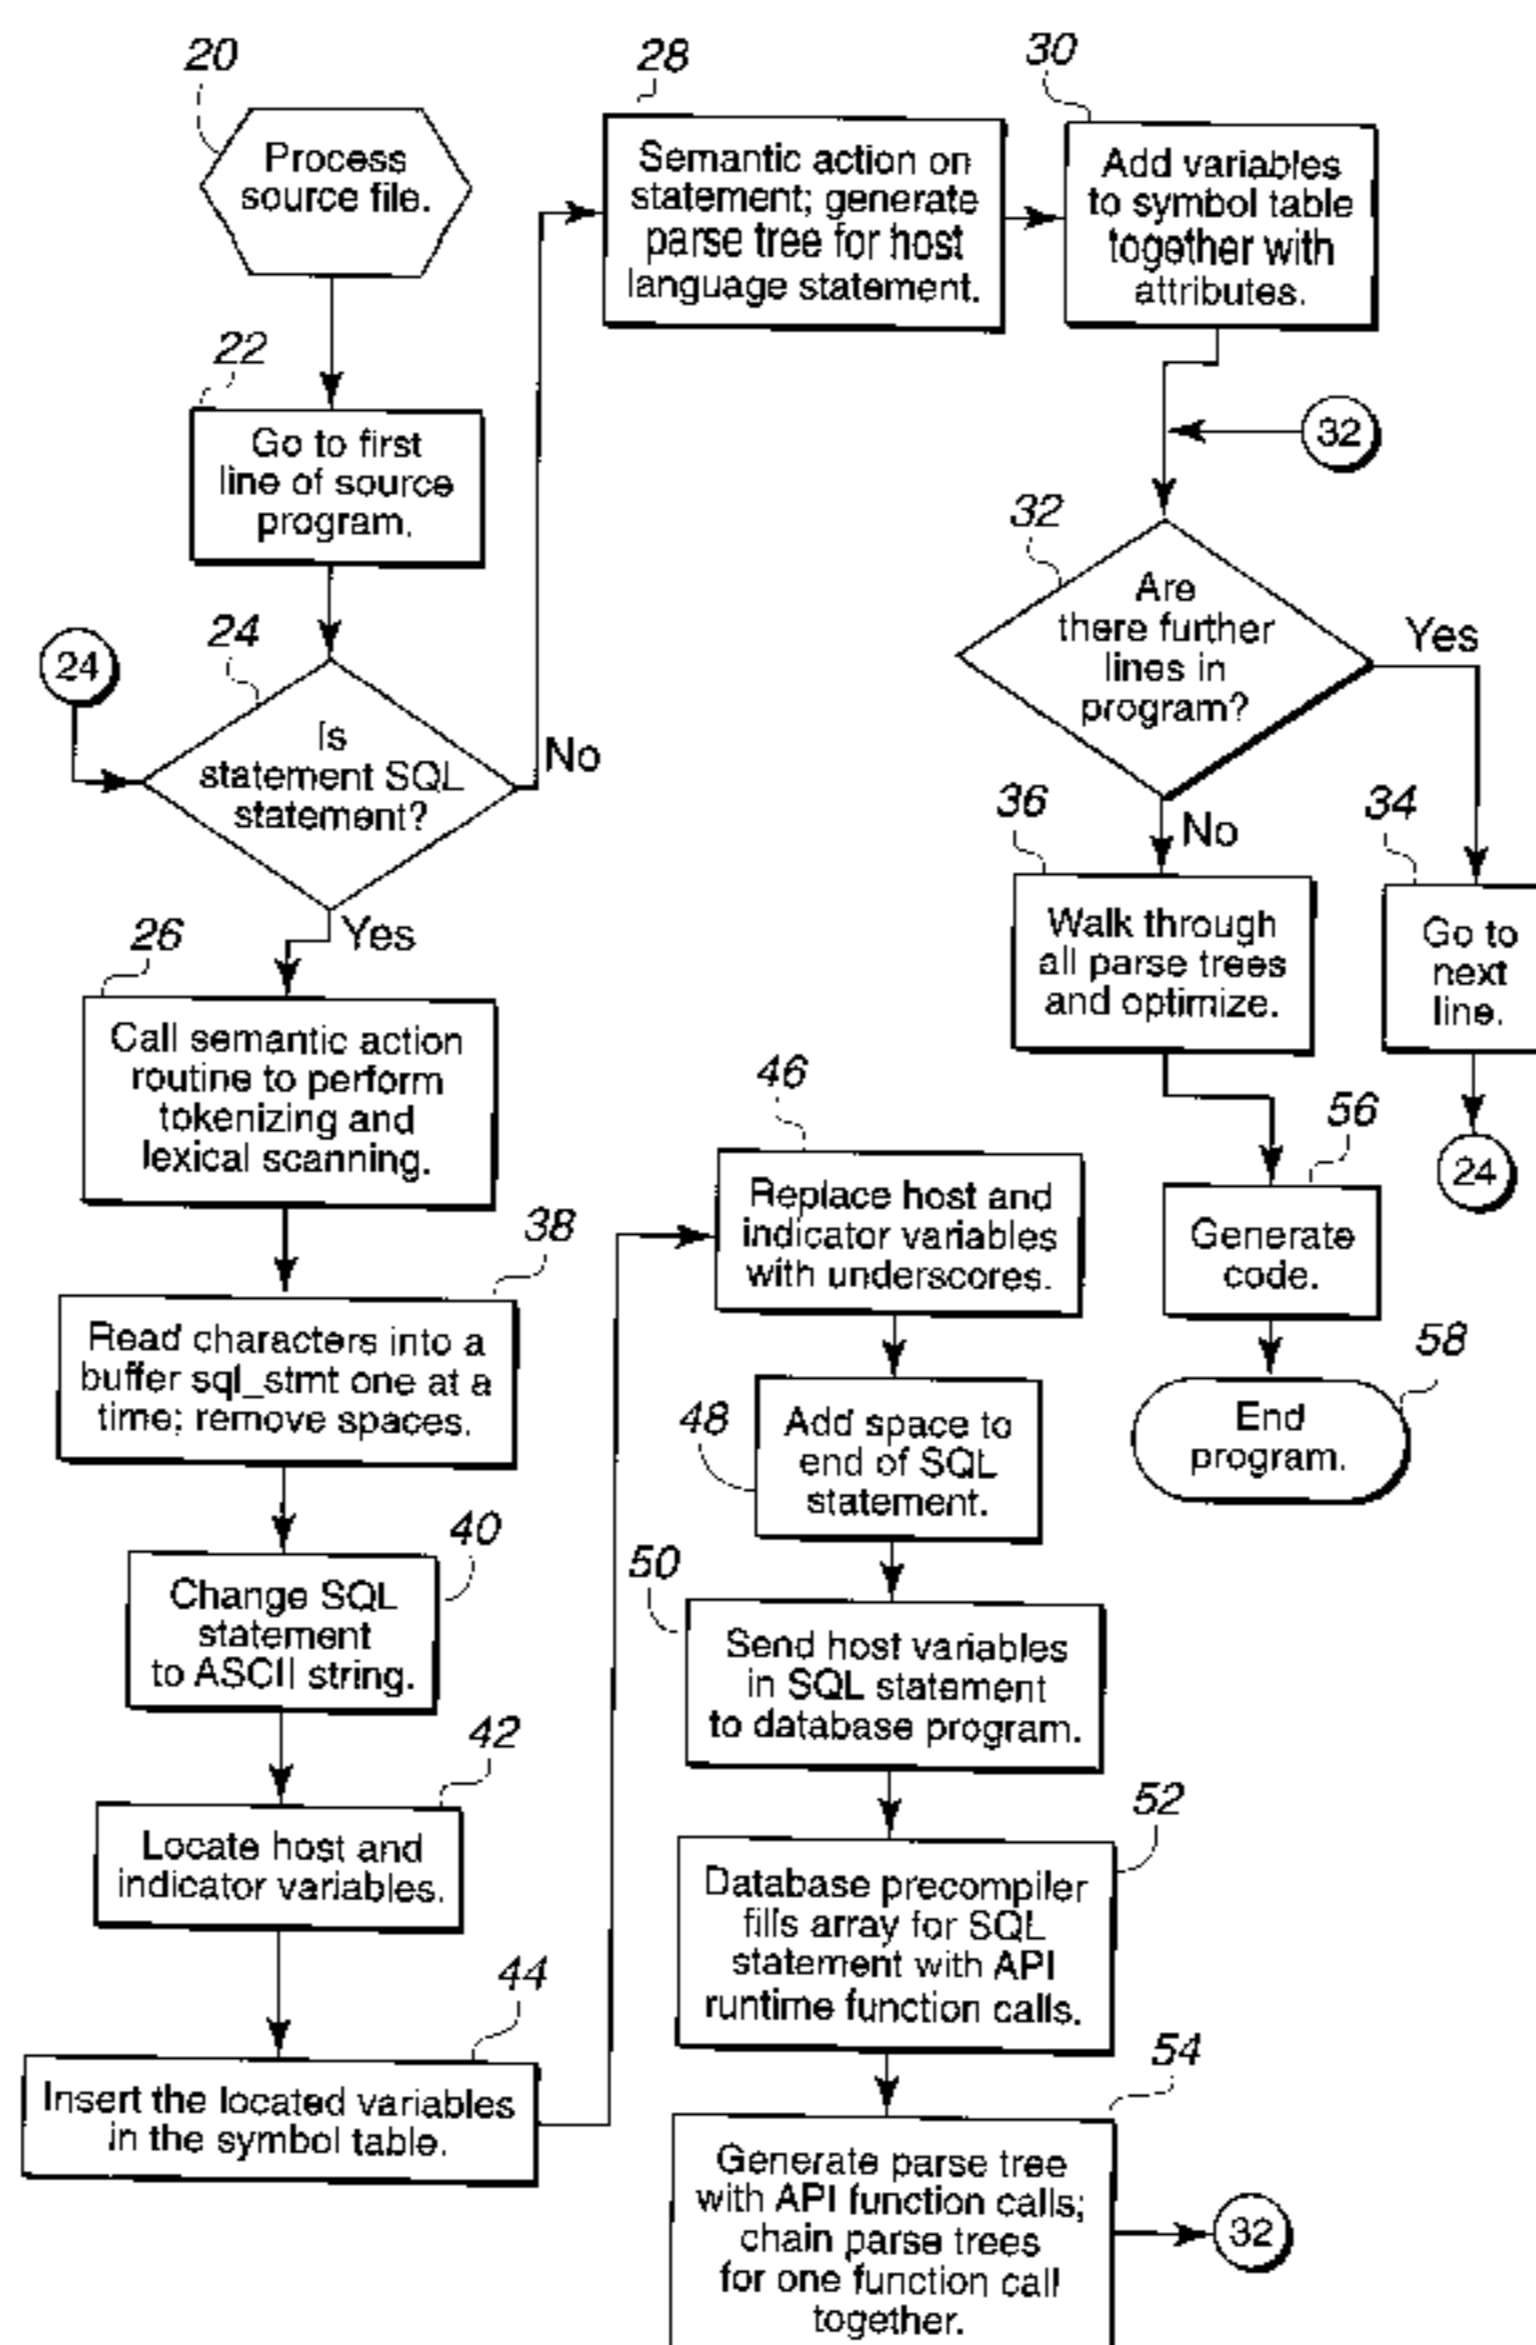 20
Process
source file.
22
Go to first
line of source
program.
24
24
Is
statement SQL
statement?
No
Yes
26
Call semantic action
routine to perform
tokenizing and
lexical scanning.
38
Read characters into a
buffer sql_stmt one at a
time; remove spaces.
40
Change SQL
statement
to ASCII string.
42
Locate host and
indicator variables.
44
Insert the located variables
in the symbol table.
28
Semantic action on
statement; generate
parse tree for host
language statement.
30
Add variables
to symbol table
together with
attributes.
32
32
Are
there further
lines in
program?
Yes
No
34
Go to
next
line.
24
36
Walk through
all parse trees
and optimize.
56
Generate
code.
58
End
program.
46
Replace host and
indicator variables
with underscores.
48
Add space to
end of SQL
statement.
50
Send host variables
in SQL statement
to database program.
52
Database precompiler
fills array for SQL
statement with API
runtime function calls.
54
Generate parse tree
with API function calls;
chain parse trees
for one function call
together.
32